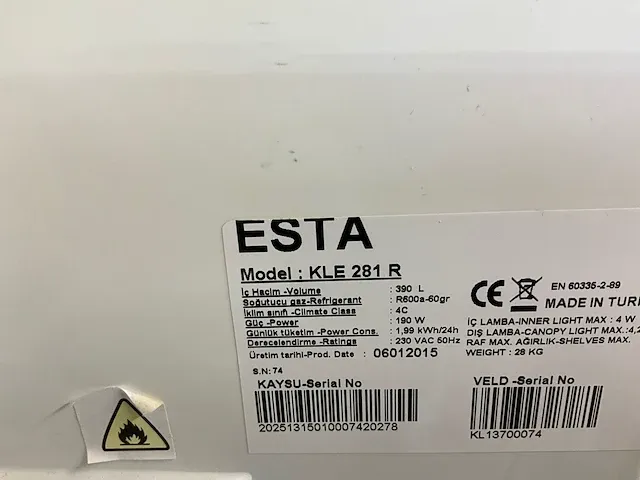 ESTA
Model : KLE 281 R
İç Hacim -Volume : 390 L
Soğutucu gaz-Refrigerant : R600a-60gr
İklim sınıfı -Climate Class : 4C
Güç -Power : 190 W
Günlük tüketim -Power Cons. : 1,99 kWh/24h
Derecelendirme -Ratings : 230 VAC 50Hz
Üretim tarihi-Prod. Date : 06012015
S.N: 74
KAYSU-Serial No
20251315010007420278
CE EN 60335-2-89
MADE IN TUR
İÇ LAMBA-INNER LIGHT MAX : 4 W
DIŞ LAMBA-CANOPY LIGHT MAX :4,2
RAF MAX. AĞIRLIK-SHELVES MAX.
WEIGHT : 28 KG
VELD -Serial No
KL13700074